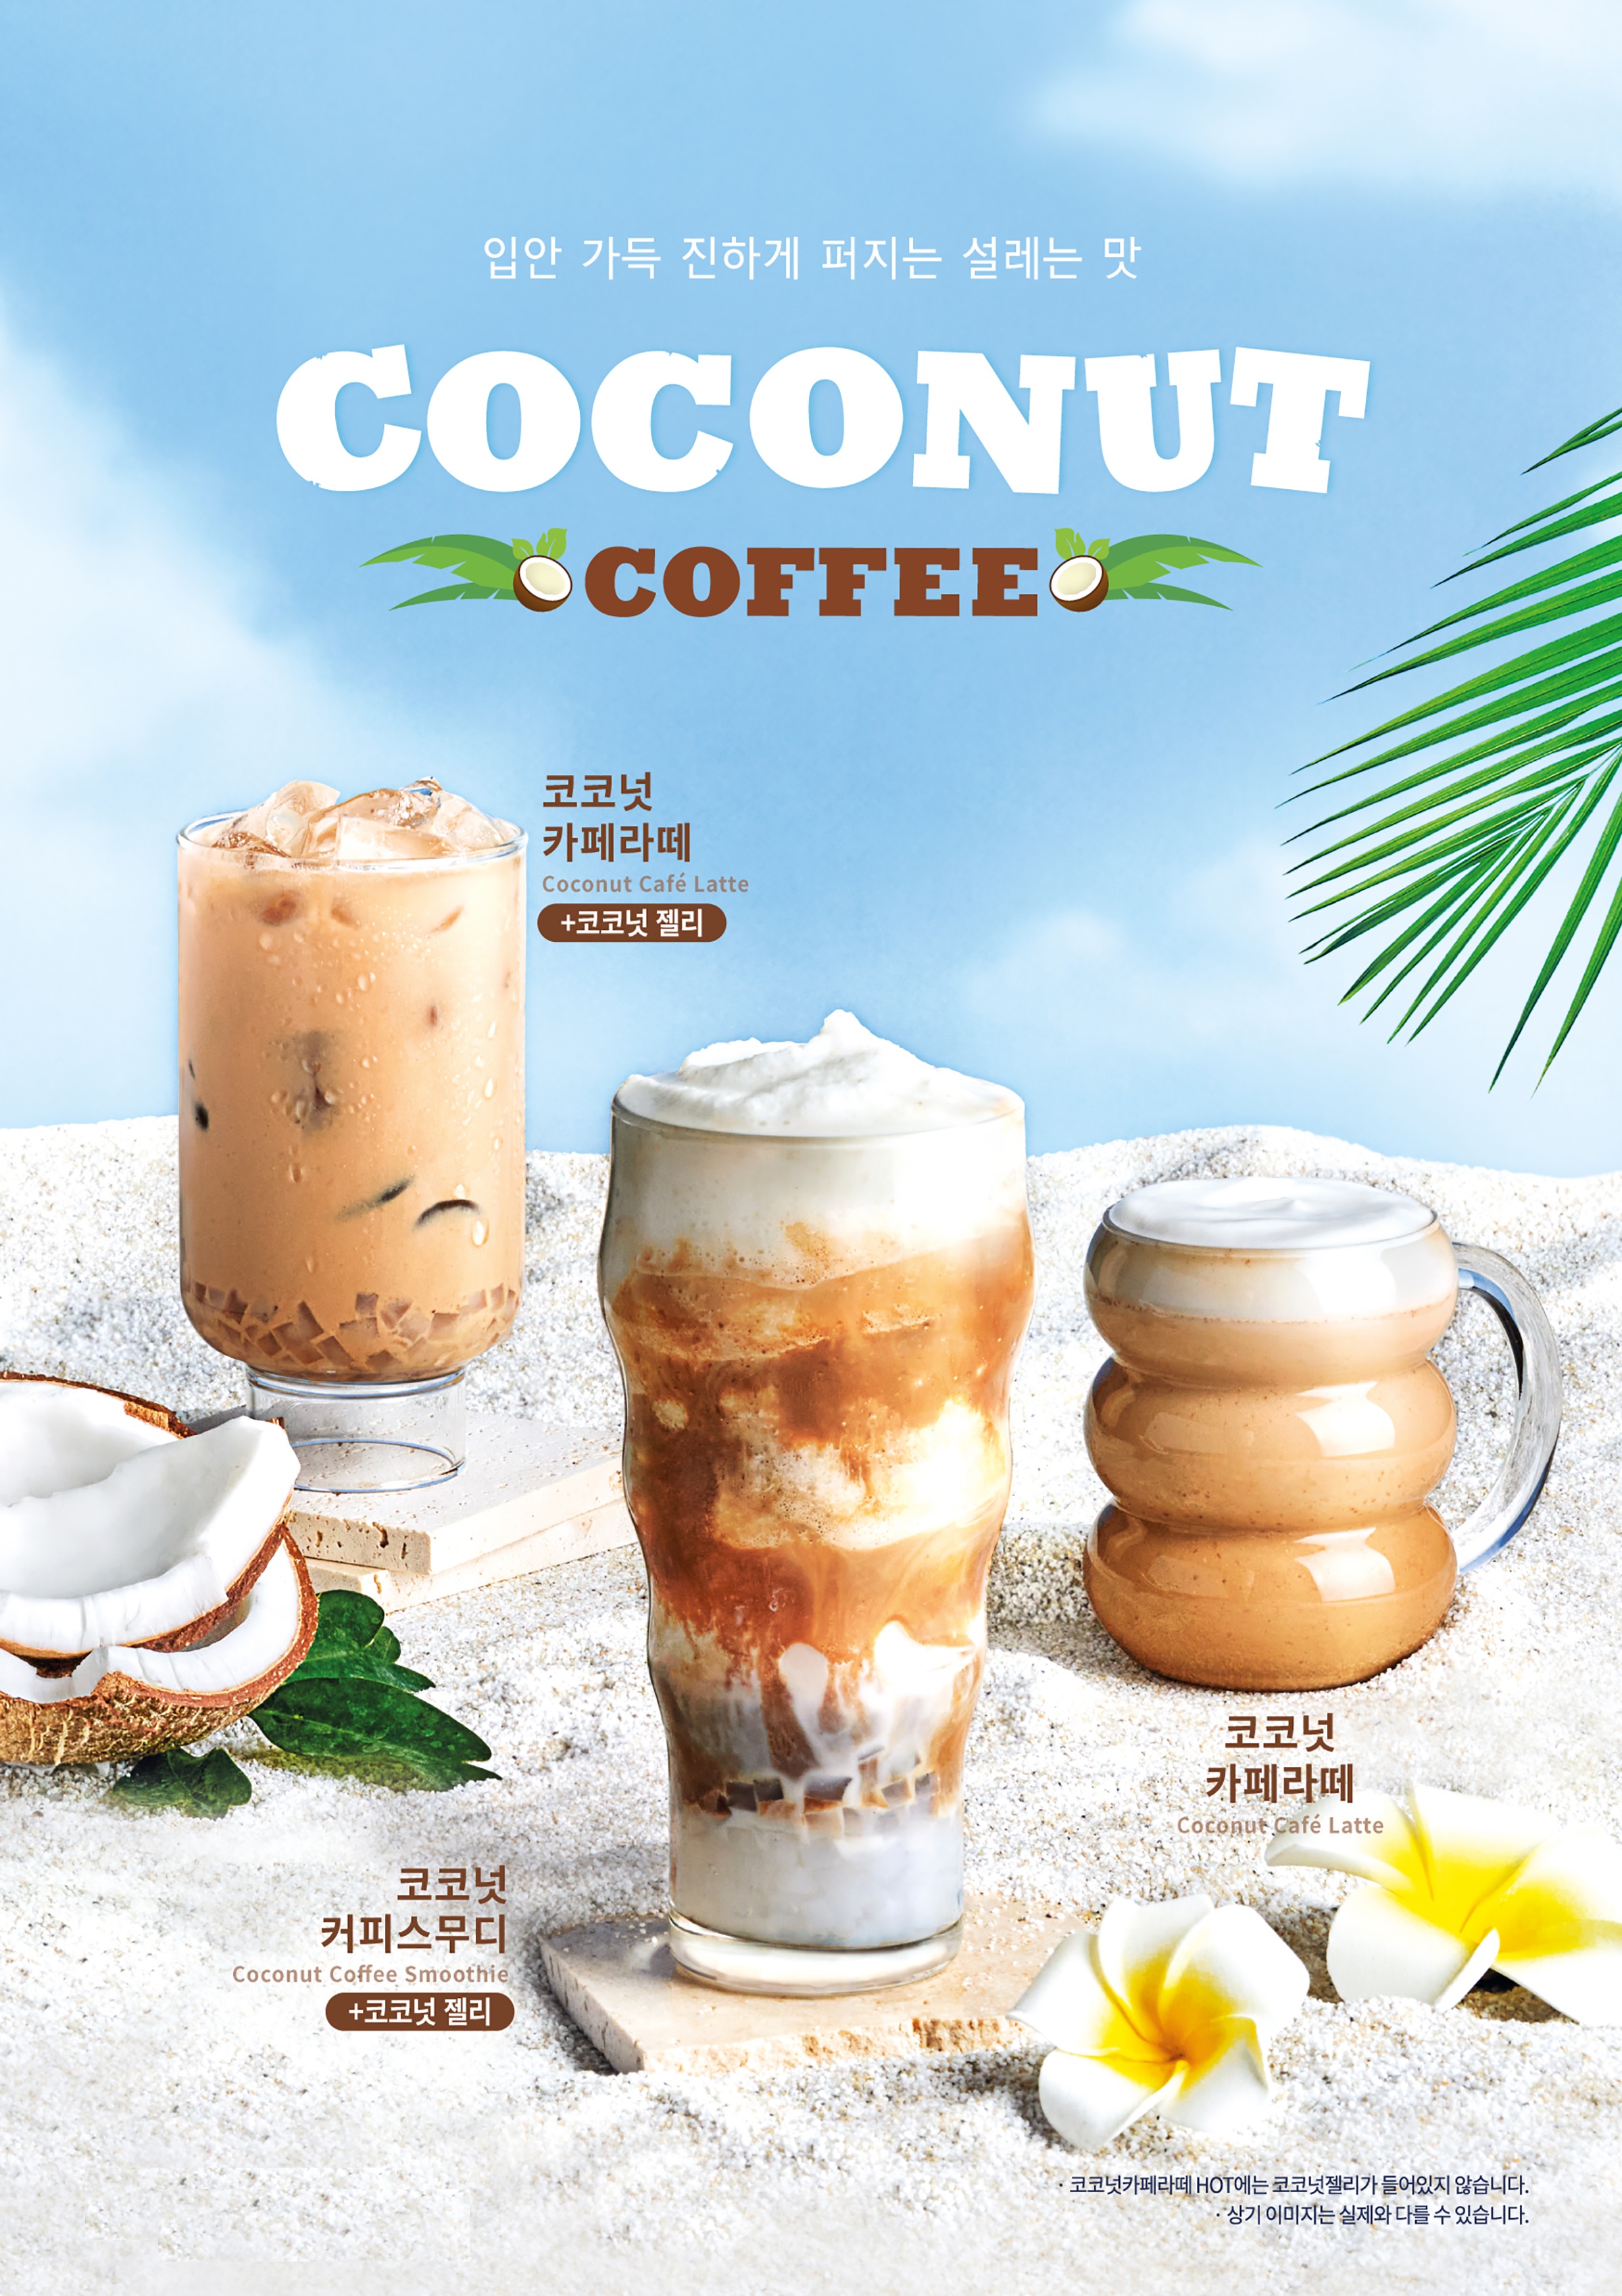 입안 가득 진하게 퍼지는 설레는 맛
COCONUT
COFFEE
코코넛
카페라떼
Coconut Café Latte
+코코넛 젤리
코코넛
카페라떼
Coconut Café Latte
코코넛
커피스무디
Coconut Coffee Smoothie
+코코넛 젤리
· 코코넛카페라떼 HOT에는 코코넛젤리가 들어있지 않습니다.
· 상기 이미지는 실제와 다를 수 있습니다.